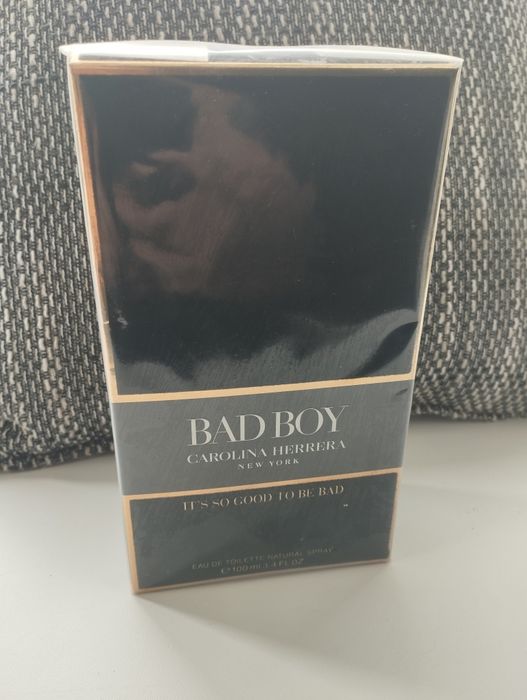 BAD BOY
CAROLINA HERRERA
NEW YORK
IT'S SO GOOD TO BE BAD
EAU DE TOILETTE NATURAL SPRAY
℮ 100 ml 3.4 FL OZ